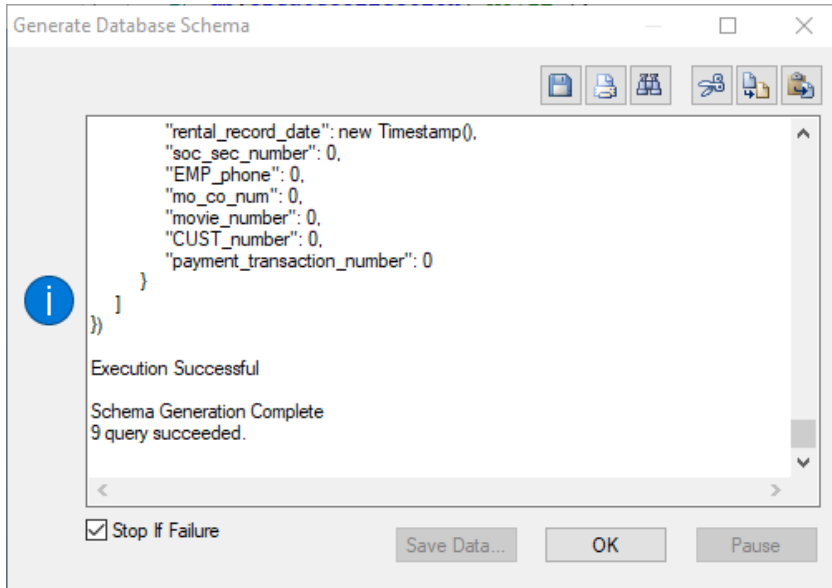 Generate Database Schema
"rental_record_date": new Timestamp(),
"soc_sec_number": 0,
"EMP_phone": 0,
"mo_co_num": 0,
"movie_number": 0,
"CUST_number": 0,
"payment_transaction_number": 0
}
]
})
Execution Successful
Schema Generation Complete
9 query succeeded.
Stop If Failure
Save Data...
OK
Pause